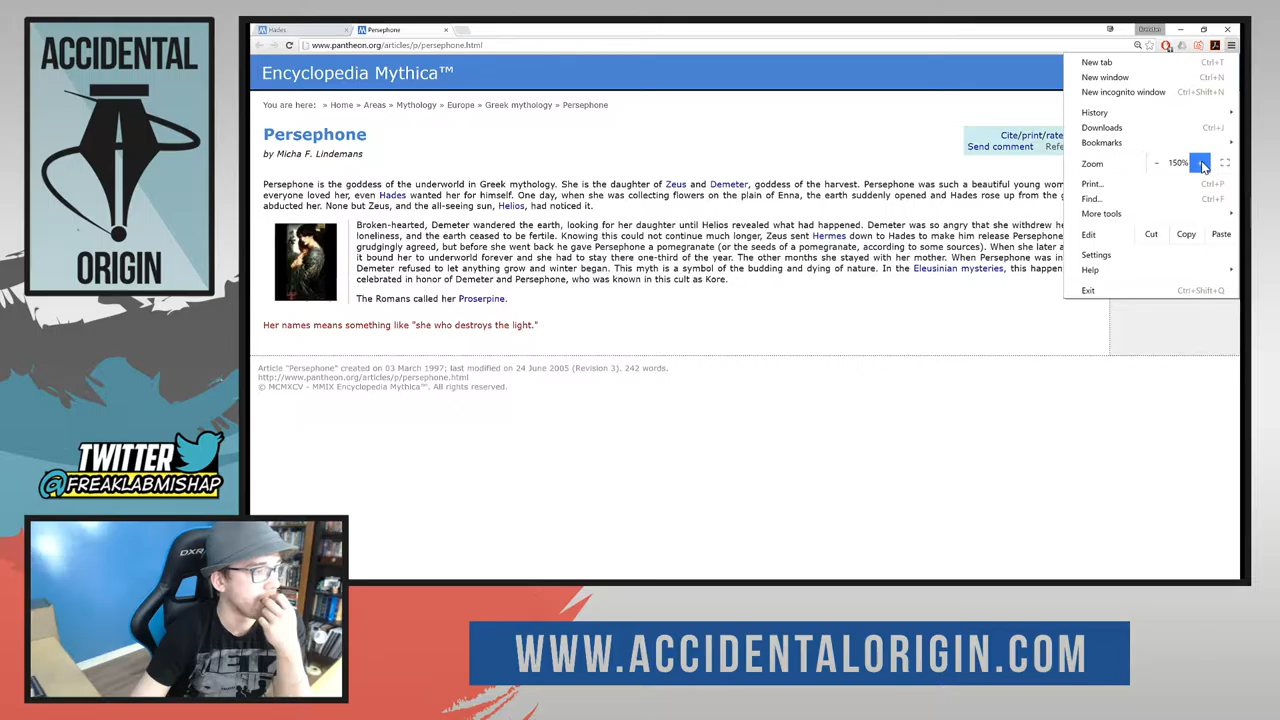 ACCIDENTAL
ORIGIN
TWITTER
@FREAKLABMISHAP
DXR
Hades
Persephone
www.pantheon.org/articles/p/persephone.html
Encyclopedia Mythica™
You are here: » Home » Areas » Mythology » Europe » Greek mythology » Persephone
Persephone
by Micha F. Lindemans
Cite/print/rate
Send comment Refe
Persephone is the goddess of the underworld in Greek mythology. She is the daughter of Zeus and Demeter, goddess of the harvest. Persephone was such a beautiful young wom
everyone loved her, even Hades wanted her for himself. One day, when she was collecting flowers on the plain of Enna, the earth suddenly opened and Hades rose up from the g
abducted her. None but Zeus, and the all-seeing sun, Helios, had noticed it.
Broken-hearted, Demeter wandered the earth, looking for her daughter until Helios revealed what had happened. Demeter was so angry that she withdrew he
loneliness, and the earth ceased to be fertile. Knowing this could not continue much longer, Zeus sent Hermes down to Hades to make him release Persephone
grudgingly agreed, but before she went back he gave Persephone a pomegranate (or the seeds of a pomegranate, according to some sources). When she later a
it bound her to underworld forever and she had to stay there one-third of the year. The other months she stayed with her mother. When Persephone was in
Demeter refused to let anything grow and winter began. This myth is a symbol of the budding and dying of nature. In the Eleusinian mysteries, this happen
celebrated in honor of Demeter and Persephone, who was known in this cult as Kore.
The Romans called her Proserpine.
Her names means something like "she who destroys the light."
Article "Persephone" created on 03 March 1997; last modified on 24 June 2005 (Revision 3). 242 words.
http://www.pantheon.org/articles/p/persephone.html
© MCMXCV - MMIX Encyclopedia Mythica™. All rights reserved.
New tab Ctrl+T
New window Ctrl+N
New incognito window Ctrl+Shift+N
History
Downloads Ctrl+J
Bookmarks
Zoom - 150% +
Print... Ctrl+P
Find... Ctrl+F
More tools
Edit Cut Copy Paste
Settings
Help
Exit Ctrl+Shift+Q
WWW.ACCIDENTALORIGIN.COM